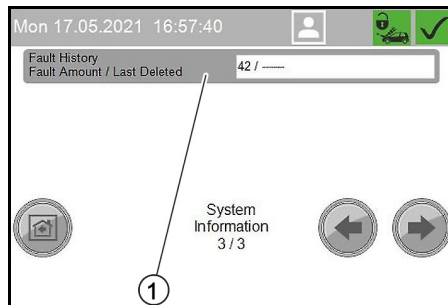 Mon 17.05.2021 16:57:40
Fault History
Fault Amount / Last Deleted
42 / -------
System
Information
3 / 3
1